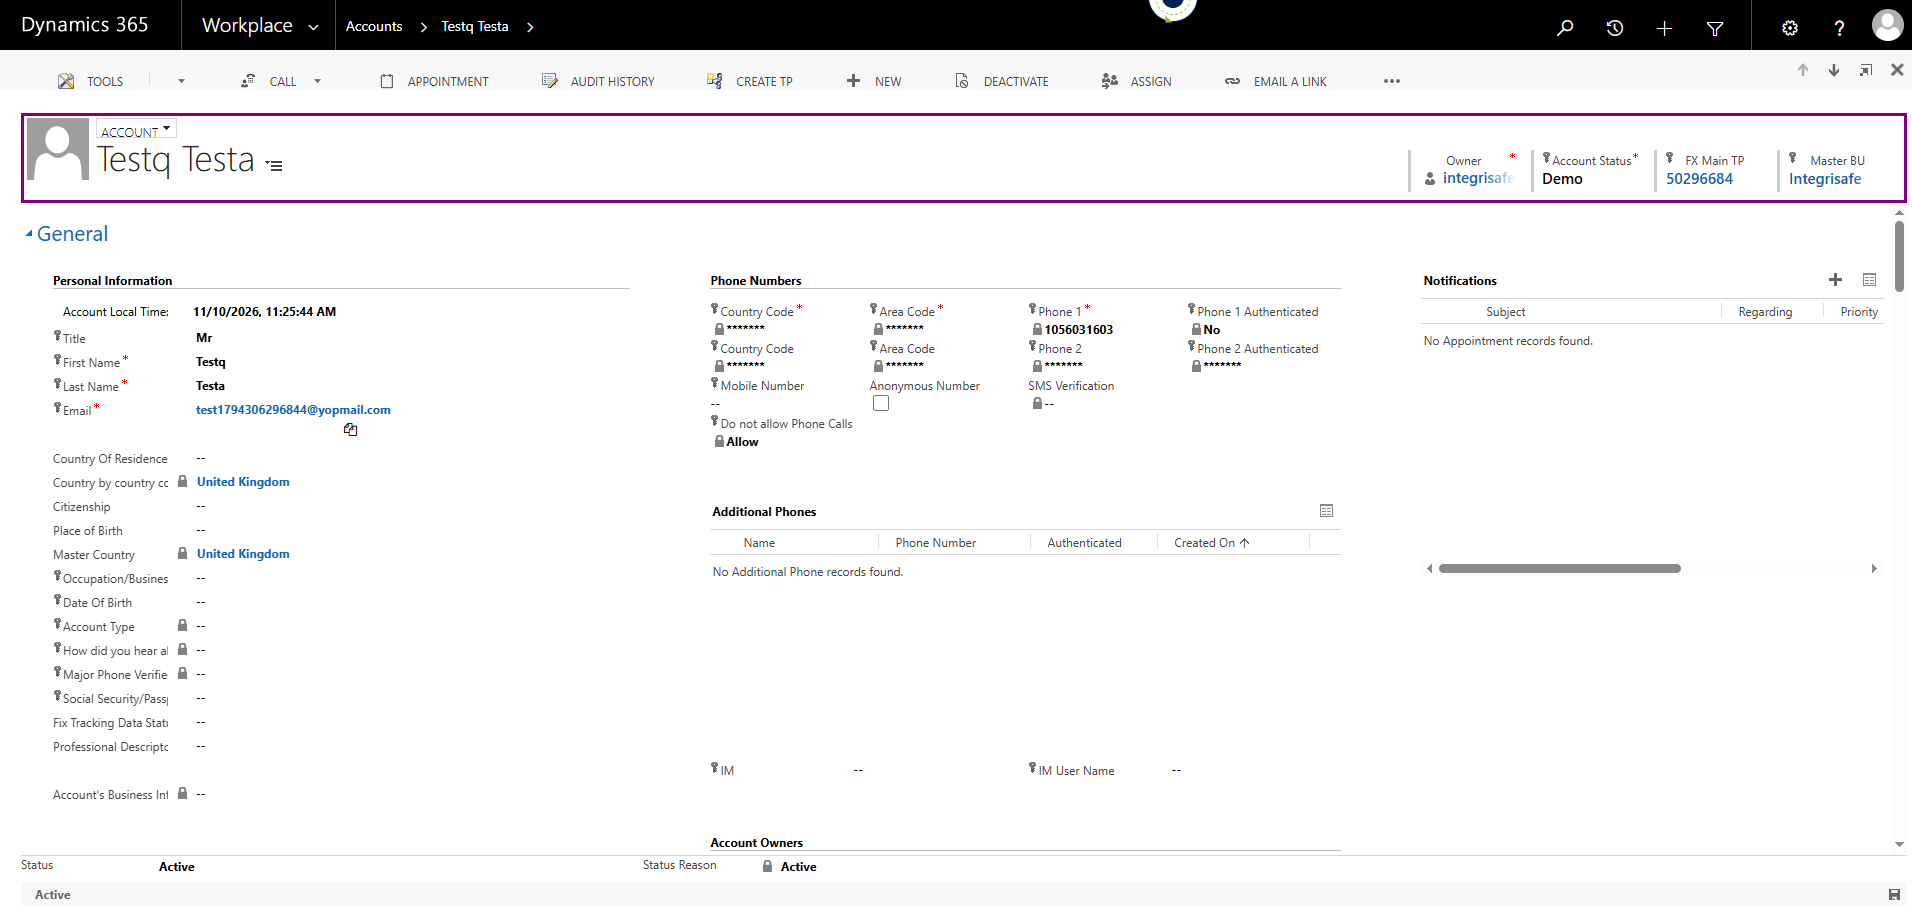 Dynamics 365
Workplace
Accounts
Testq Testa
TOOLS
CALL
APPOINTMENT
AUDIT HISTORY
CREATE TP
NEW
DEACTIVATE
ASSIGN
EMAIL A LINK
ACCOUNT
Testq Testa
Owner *
integrisafe
Account Status *
Demo
FX Main TP
50296684
Master BU
Integrisafe
General
Personal Information
Account Local Time: 11/10/2026, 11:25:44 AM
Title Mr
First Name * Testq
Last Name * Testa
Email * test1794306296844@yopmail.com
Country Of Residence --
Country by country cc United Kingdom
Citizenship --
Place of Birth --
Master Country United Kingdom
Occupation/Busines --
Date Of Birth --
Account Type --
How did you hear al --
Major Phone Verifie --
Social Security/Passp --
Fix Tracking Data Statu --
Professional Descriptc --
Account's Business Inf --
Phone Numbers
Country Code * Area Code * Phone 1 * Phone 1 Authenticated
******* ******* 1056031603 No
Country Code Area Code Phone 2 Phone 2 Authenticated
******* ******* ******* *******
Mobile Number Anonymous Number SMS Verification
-- --
Do not allow Phone Calls
Allow
Additional Phones
Name Phone Number Authenticated Created On
No Additional Phone records found.
IM -- IM User Name --
Account Owners
Notifications
Subject Regarding Priority
No Appointment records found.
Status Active Status Reason Active
Active